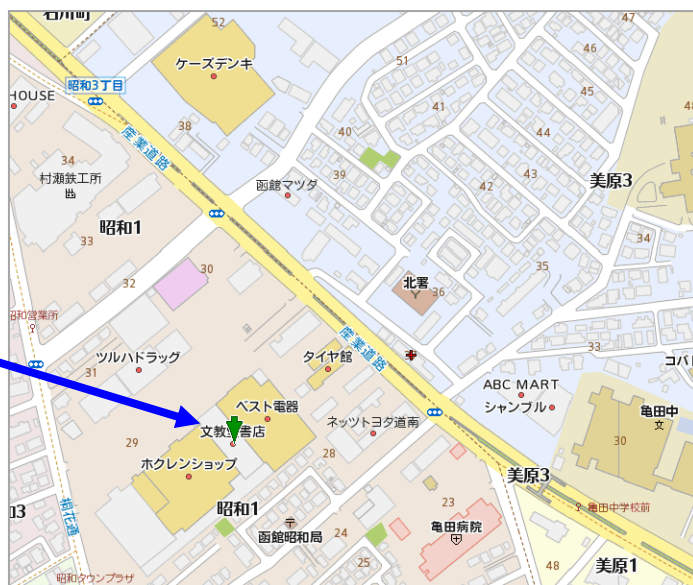 石川町
52
ケーズデンキ
51
47
46
45
昭和3丁目
HOUSE
38
41
44
40
43
産業道路
34
村瀬鉄工所
39
函館マツダ
42
美原3
昭和1
33
34
30
北署
36
35
32
昭和営業所
産業道路
33
コパ
31
ツルハドラッグ
タイヤ館
ABC MART
シャンブル
亀田中
文
ベスト電器
文教堂書店
ネッツトヨタ道南
30
29
28
ホクレンショップ
美原3
昭和1
23
亀田中学校前
函館昭和局
24
亀田病院
桐花通
25
48
美原1
昭和タウンプラザ